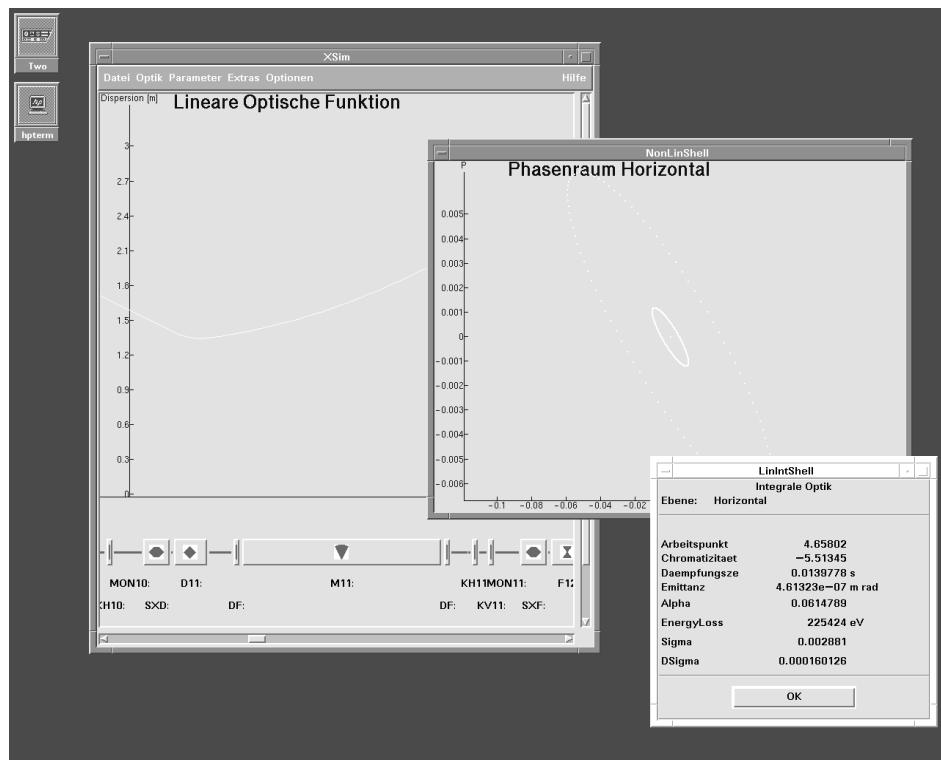 Two
hpterm
XSim
Datei Optik Parameter Extras Optionen Hilfe
Dispersion [m]
Lineare Optische Funktion
3
2.7
2.4
2.1
1.8
1.5
1.2
0.9
0.6
0.3
0
MON10: D11: M11: KH11MON11: F12
KH10: SXD: DF: DF: KV11: SXF:
NonLinShell
P
Phasenraum Horizontal
0.005
0.004
0.003
0.002
0.001
0
-0.001
-0.002
-0.003
-0.004
-0.005
-0.006
-0.1 -0.08 -0.06 -0.04 -0.02
LinIntShell
Integrale Optik
Ebene: Horizontal
Arbeitspunkt 4.65802
Chromatizitaet -5.51345
Daempfungsze 0.0139778 s
Emittanz 4.61323e-07 m rad
Alpha 0.0614789
EnergyLoss 225424 eV
Sigma 0.002881
DSigma 0.000160126
OK